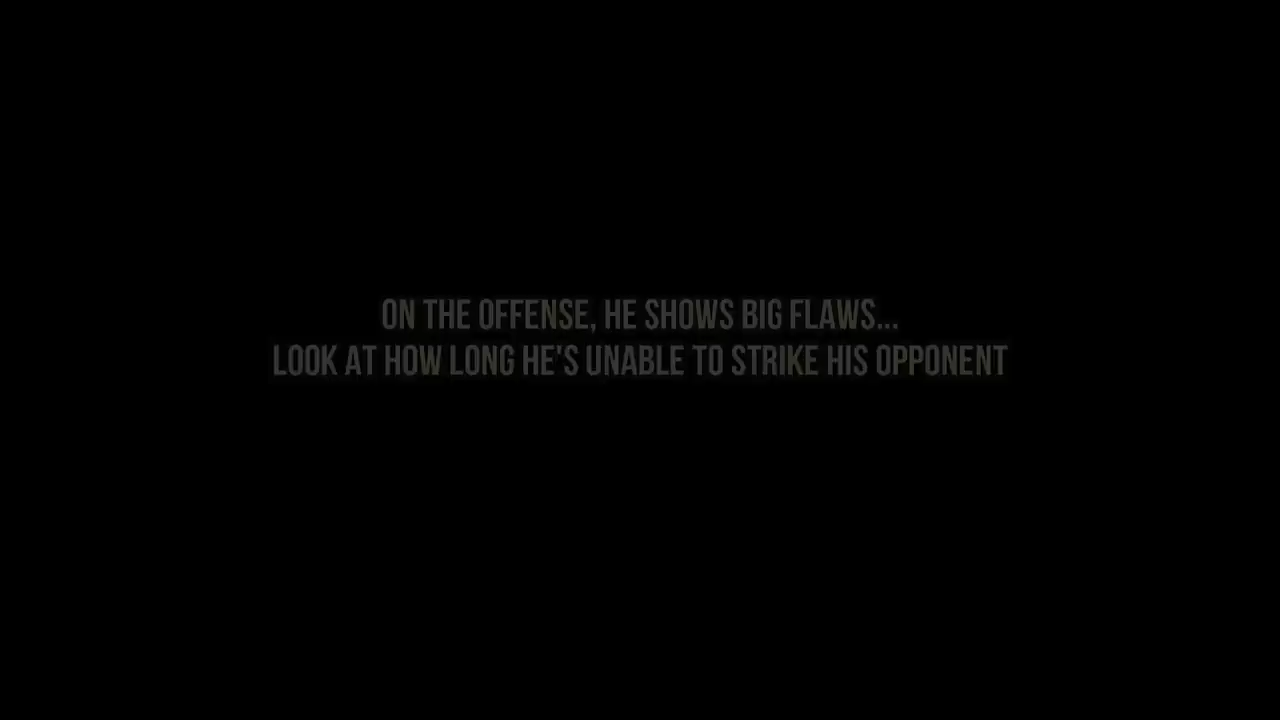 ON THE OFFENSE, HE SHOWS BIG FLAWS...
LOOK AT HOW LONG HE'S UNABLE TO STRIKE HIS OPPONENT